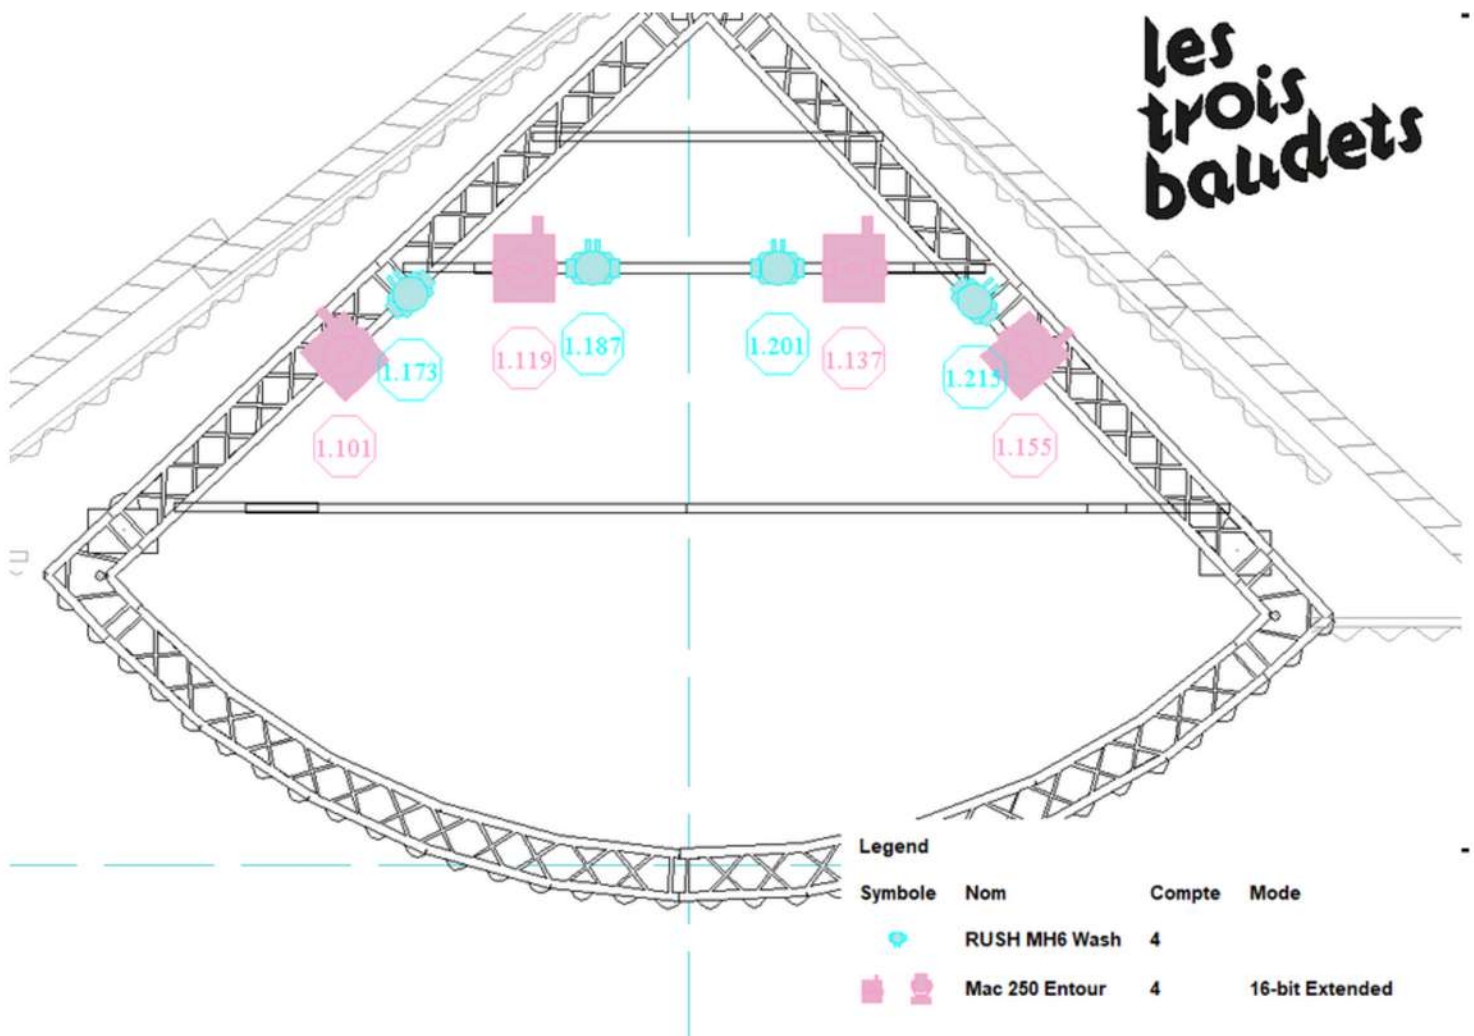 les
trois
baudets
1.119
1.187
1.201
1.137
1.173
1.215
1.101
1.155
Legend
Symbole Nom Compte Mode
RUSH MH6 Wash 4
Mac 250 Entour 4 16-bit Extended